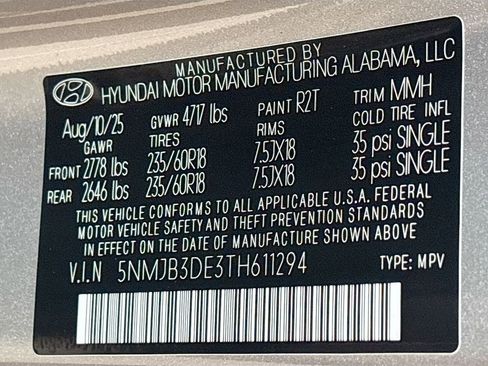 MANUFACTURED BY
HYUNDAI MOTOR MANUFACTURING ALABAMA, LLC
Aug/10/25 GVWR 4717 lbs PAINT R2T TRIM MMH
GAWR TIRES RIMS COLD TIRE INFL
FRONT 2778 lbs 235/60R18 7.5JX18 35 psi SINGLE
REAR 2646 lbs 235/60R18 7.5JX18 35 psi SINGLE
THIS VEHICLE CONFORMS TO ALL APPLICABLE U.S.A. FEDERAL
MOTOR VEHICLE SAFETY AND THEFT PREVENTION STANDARDS
IN EFFECT ON THE DATE OF MANUFACTURE SHOWN ABOVE
V.I.N 5NMJB3DE3TH611294 TYPE: MPV